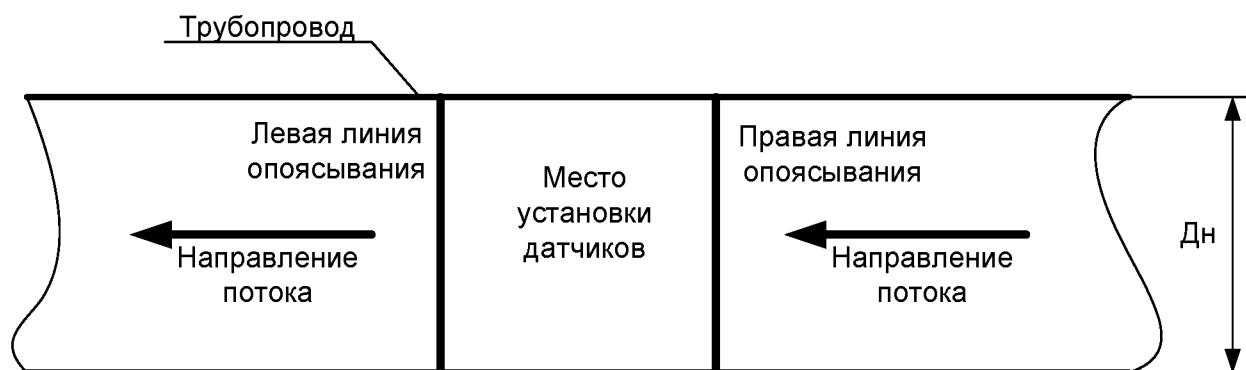 Трубопровод
Левая линия
опоясывания
Правая линия
опоясывания
Место
установки
датчиков
Направление
потока
Направление
потока
Дн